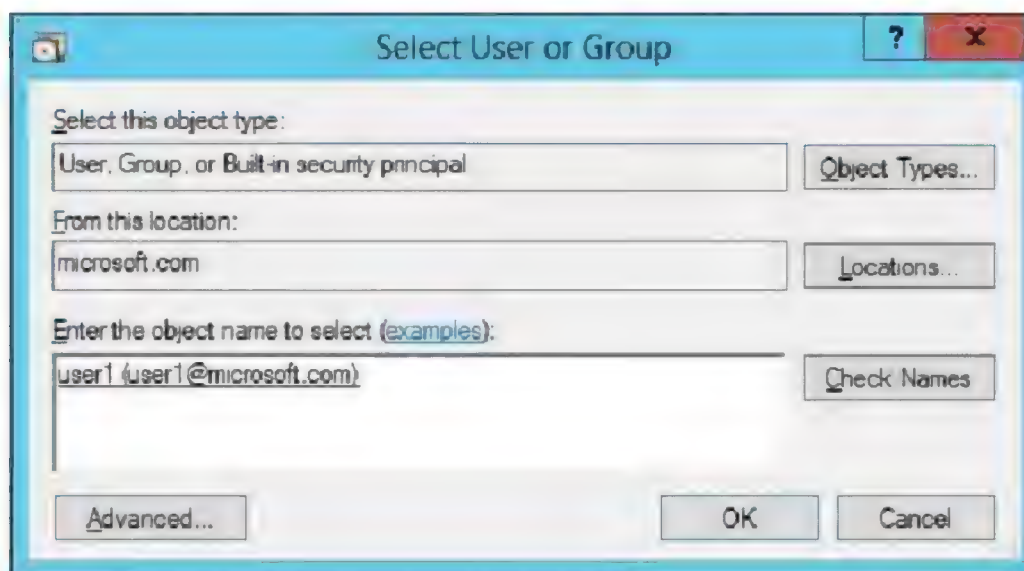 Select User or Group
? x
Select this object type:
User, Group, or Built-in security principal
Object Types...
From this location:
microsoft.com
Locations...
Enter the object name to select (examples):
user1 (user1@microsoft.com)
Check Names
Advanced...
OK
Cancel